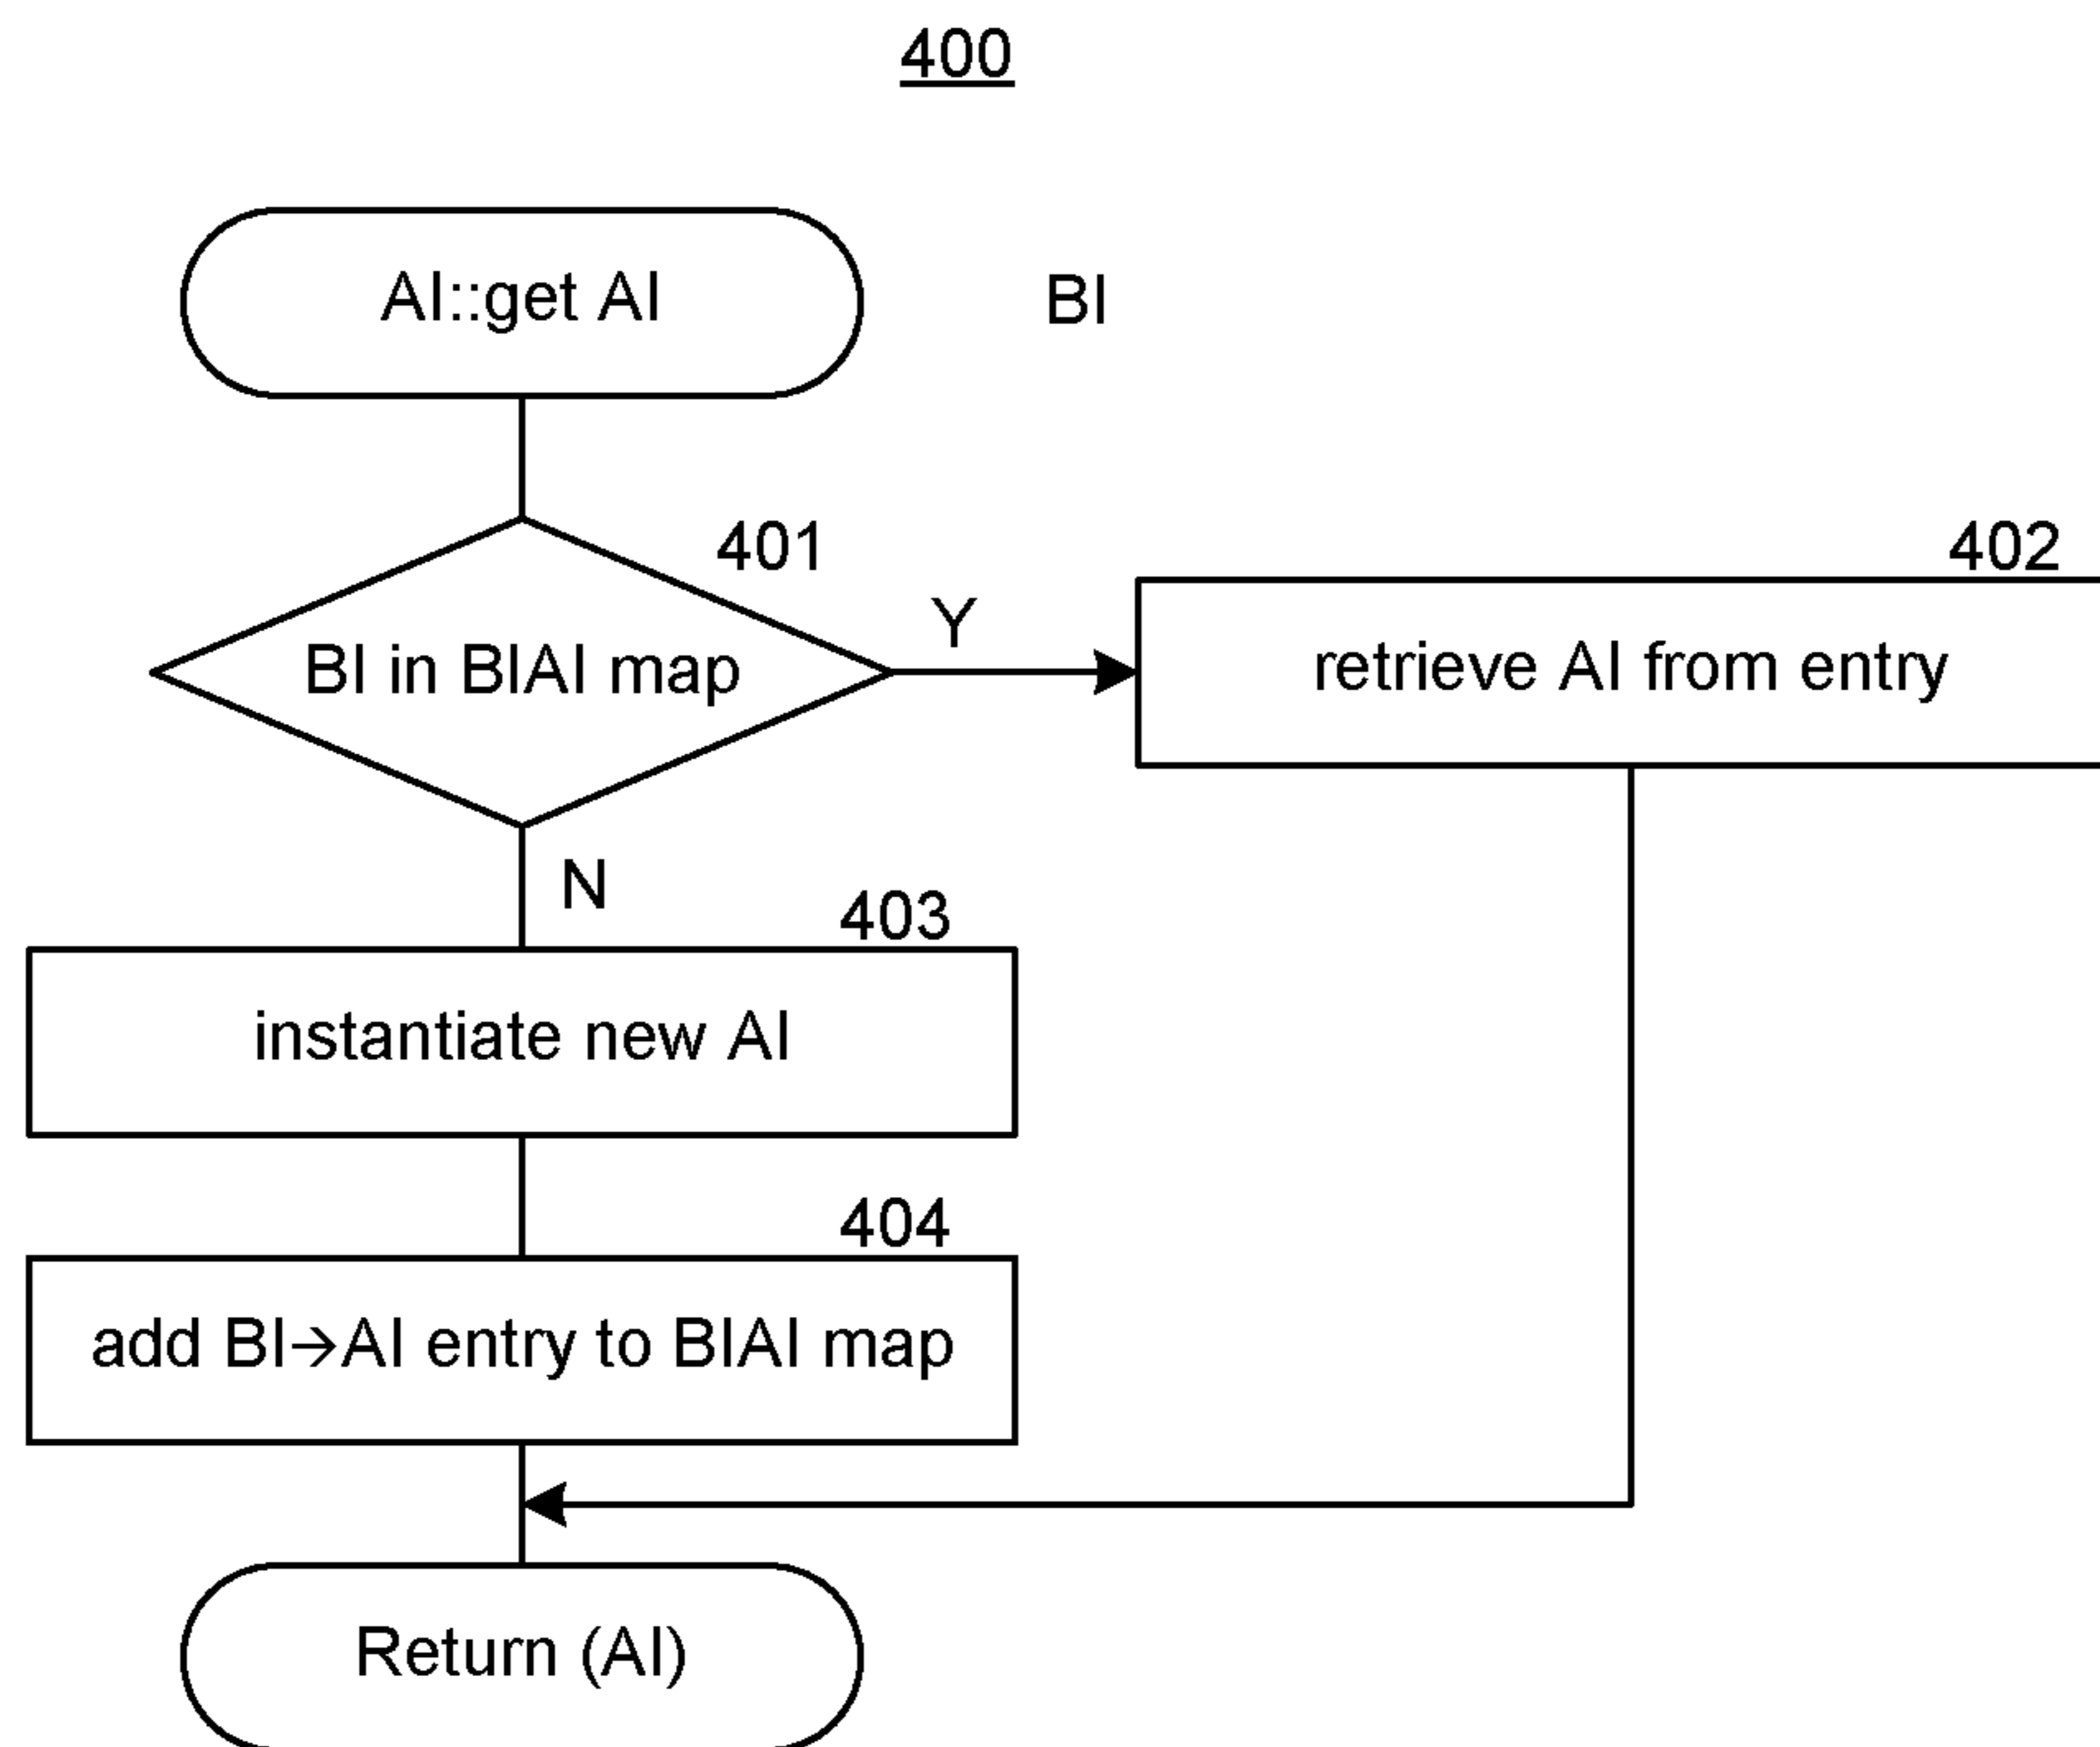 400
AI::get AI
BI
401
402
BI in BIAI map
Y
retrieve AI from entry
N
403
instantiate new AI
404
add BI→AI entry to BIAI map
Return (AI)